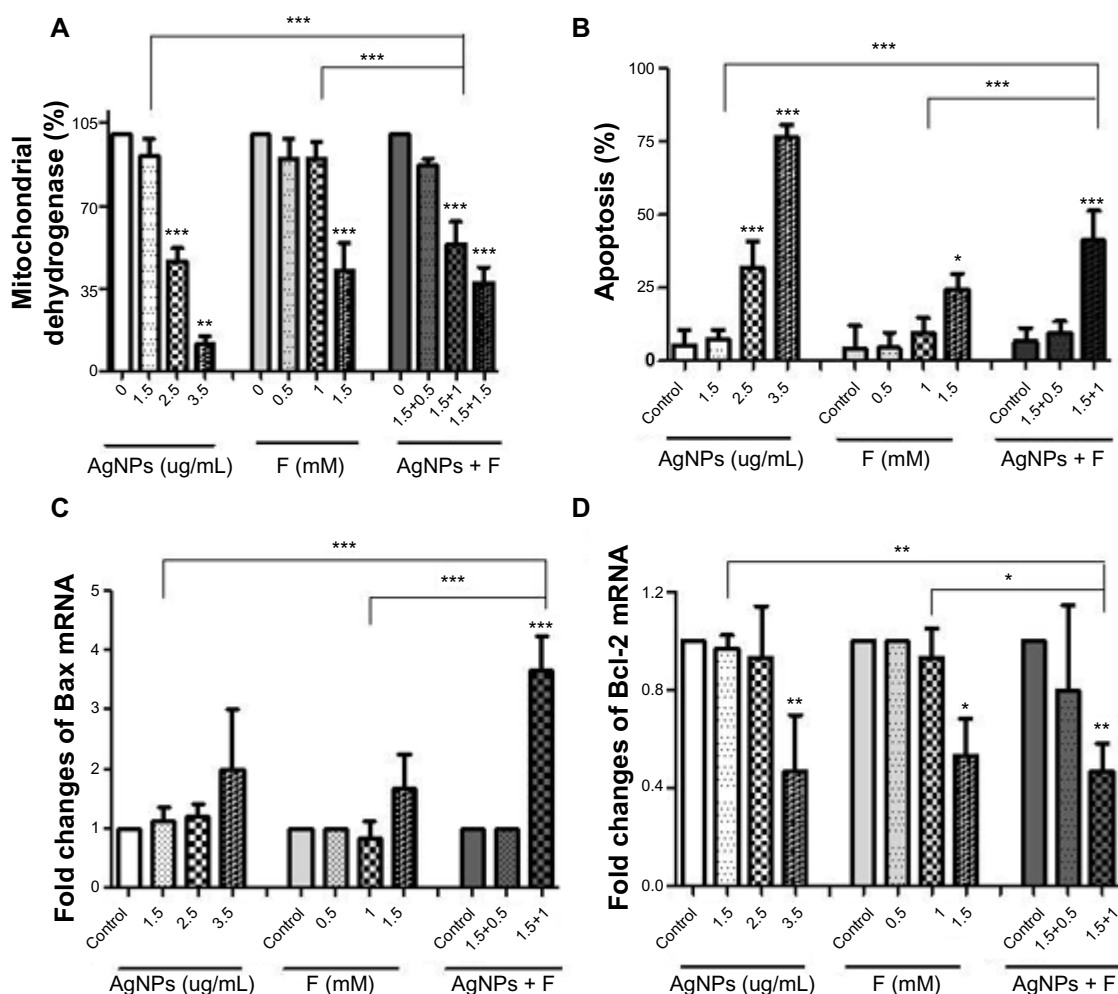 A
***
***
Mitochondrial
dehydrogenase (%)
105
70
35
0
***
**
***
***
***
0 1.5 2.5 3.5 0 0.5 1 1.5 0 1.5+0.5 1.5+1 1.5+1.5
AgNPs (ug/mL) F (mM) AgNPs + F
B
***
***
Apoptosis (%)
100
75
50
25
0
***
***
*
***
Control 1.5 2.5 3.5 Control 0.5 1 1.5 Control 1.5+0.5 1.5+1
AgNPs (ug/mL) F (mM) AgNPs + F
C
***
***
Fold changes of Bax mRNA
5
4
3
2
1
0
***
Control 1.5 2.5 3.5 Control 0.5 1 1.5 Control 1.5+0.5 1.5+1
AgNPs (ug/mL) F (mM) AgNPs + F
D
**
*
Fold changes of Bcl-2 mRNA
1.2
0.8
0.4
0.0
**
*
**
Control 1.5 2.5 3.5 Control 0.5 1 1.5 Control 1.5+0.5 1.5+1
AgNPs (ug/mL) F (mM) AgNPs + F